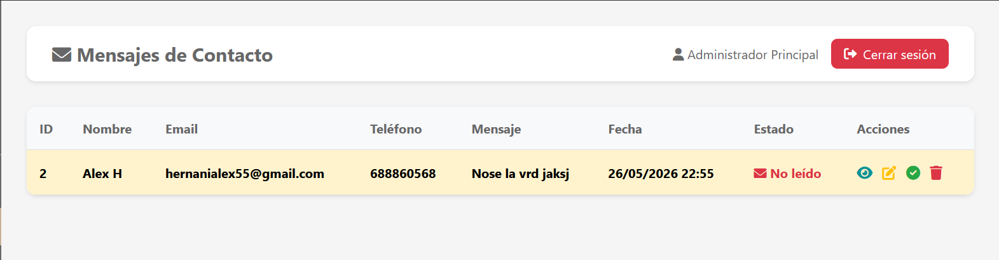 Mensajes de Contacto
Administrador Principal
Cerrar sesión
ID Nombre Email Teléfono Mensaje Fecha Estado Acciones
2 Alex H hernanialex55@gmail.com 688860568 Nose la vrd jaksj 26/05/2026 22:55 No leído